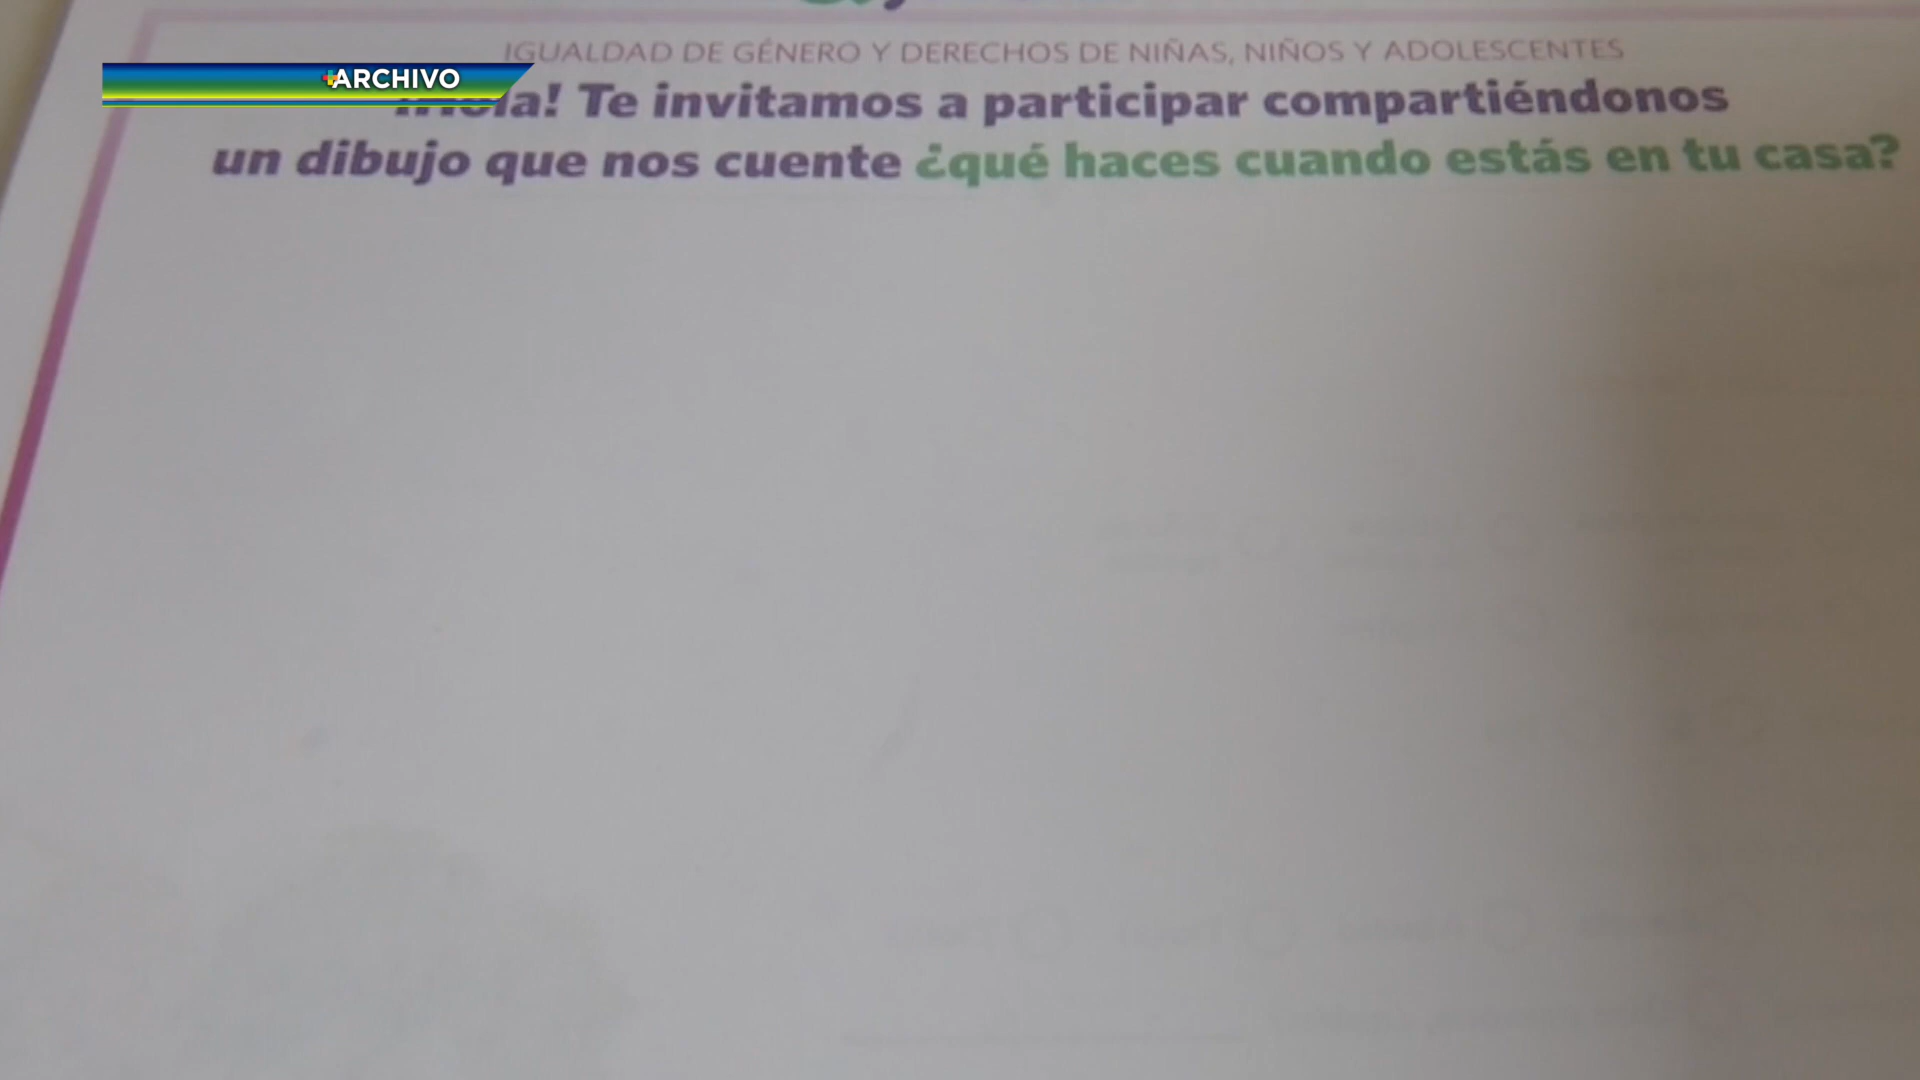 IGUALDAD DE GÉNERO Y DERECHOS DE NIÑAS, NIÑOS Y ADOLESCENTES
+ARCHIVO
¡Hola! Te invitamos a participar compartiéndonos
un dibujo que nos cuente ¿qué haces cuando estás en tu casa?